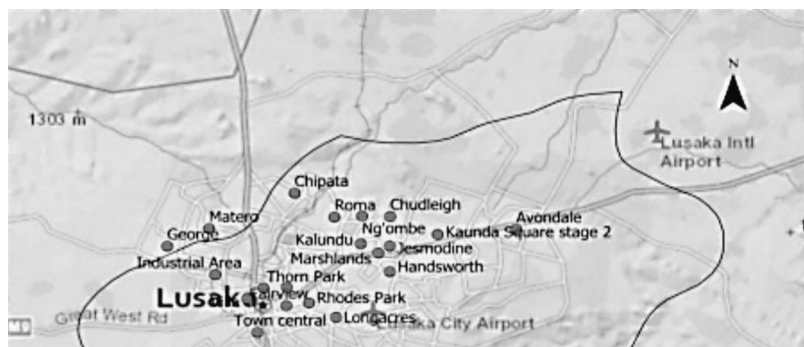 N
1303 m
Lusaka Intl
Airport
Chipata
Roma
Chudleigh
Matero
Ng'ombe
Avondale
George
Kalundu
Kaunda Square stage 2
Marshlands
Jesmodine
Industrial Area
Handsworth
Thorn Park
Lusaka
Fairview
Rhodes Park
Great West Rd
Town central
Longacres
Lusaka City Airport